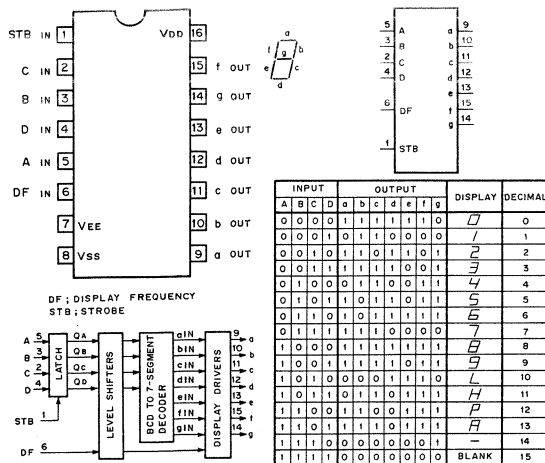 STB IN 1 VDD 16
C IN 2 15 f OUT
B IN 3 14 g OUT
D IN 4 13 e OUT
A IN 5 12 d OUT
DF IN 6 11 c OUT
7 VEE 10 b OUT
8 VSS 9 a OUT
a
f g b
e c
d
5 A a 9
3 B b 10
2 C c 11
4 D d 12
e 13
6 DF f 15
g 14
1 STB
DF ; DISPLAY FREQUENCY
STB ; STROBE
A 5 QA aIN 9 a
B 3 QB bIN 10 b
C 2 QC cIN 11 c
D 4 QD dIN 12 d
eIN 13 e
fIN 15 f
gIN 14 g
LATCH
LEVEL SHIFTERS
BCD TO 7-SEGMENT
DECODER
DISPLAY DRIVERS
STB 1
DF 6
INPUT OUTPUT DISPLAY DECIMAL
A B C D a b c d e f g
0 0 0 0 1 1 1 1 1 1 0 0 0
0 0 0 1 0 1 1 0 0 0 0 1 1
0 0 1 0 1 1 0 1 1 0 1 2 2
0 0 1 1 1 1 1 1 0 0 1 3 3
0 1 0 0 0 1 1 0 0 1 1 4 4
0 1 0 1 1 0 1 1 0 1 1 5 5
0 1 1 0 1 0 1 1 1 1 1 6 6
0 1 1 1 1 1 1 0 0 0 0 7 7
1 0 0 0 1 1 1 1 1 1 1 8 8
1 0 0 1 1 1 1 1 0 1 1 9 9
1 0 1 0 0 0 0 1 1 1 0 L 10
1 0 1 1 0 1 1 0 1 1 1 H 11
1 1 0 0 1 1 0 0 1 1 1 P 12
1 1 0 1 1 1 1 0 1 1 1 A 13
1 1 1 0 0 0 0 0 0 0 1 – 14
1 1 1 1 0 0 0 0 0 0 0 BLANK 15